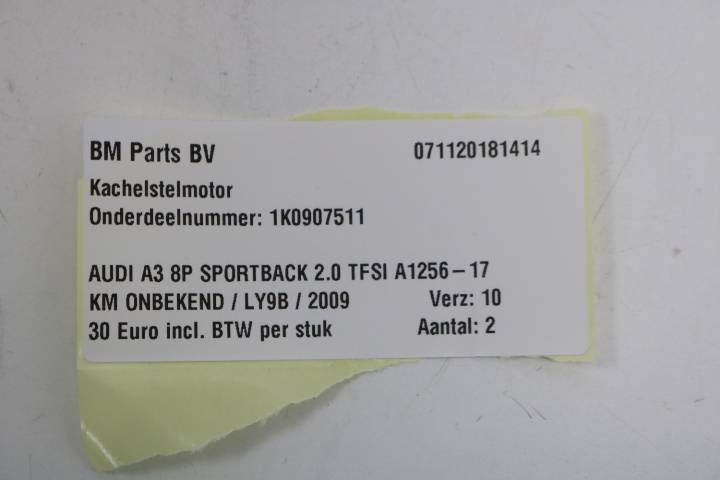 BM Parts BV 071120181414
Kachelstelmotor
Onderdeelnummer: 1K0907511
AUDI A3 8P SPORTBACK 2.0 TFSI A1256-17
KM ONBEKEND / LY9B / 2009 Verz: 10
30 Euro incl. BTW per stuk Aantal: 2